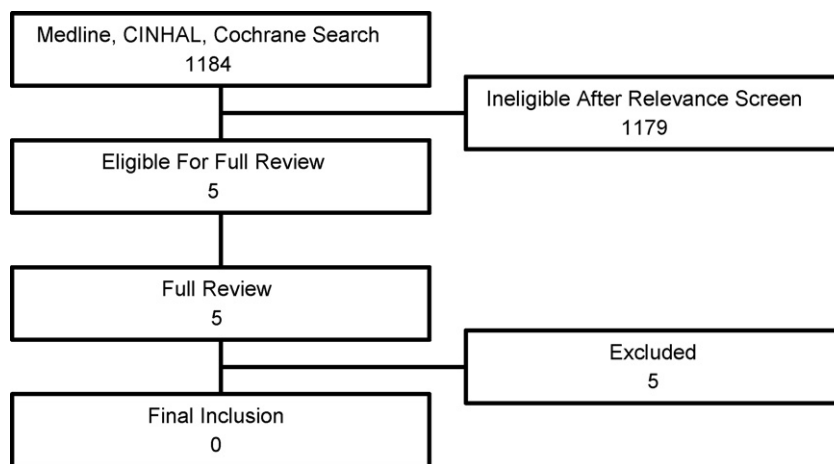 Medline, CINHAL, Cochrane Search
1184
Ineligible After Relevance Screen
1179
Eligible For Full Review
5
Full Review
5
Excluded
5
Final Inclusion
0